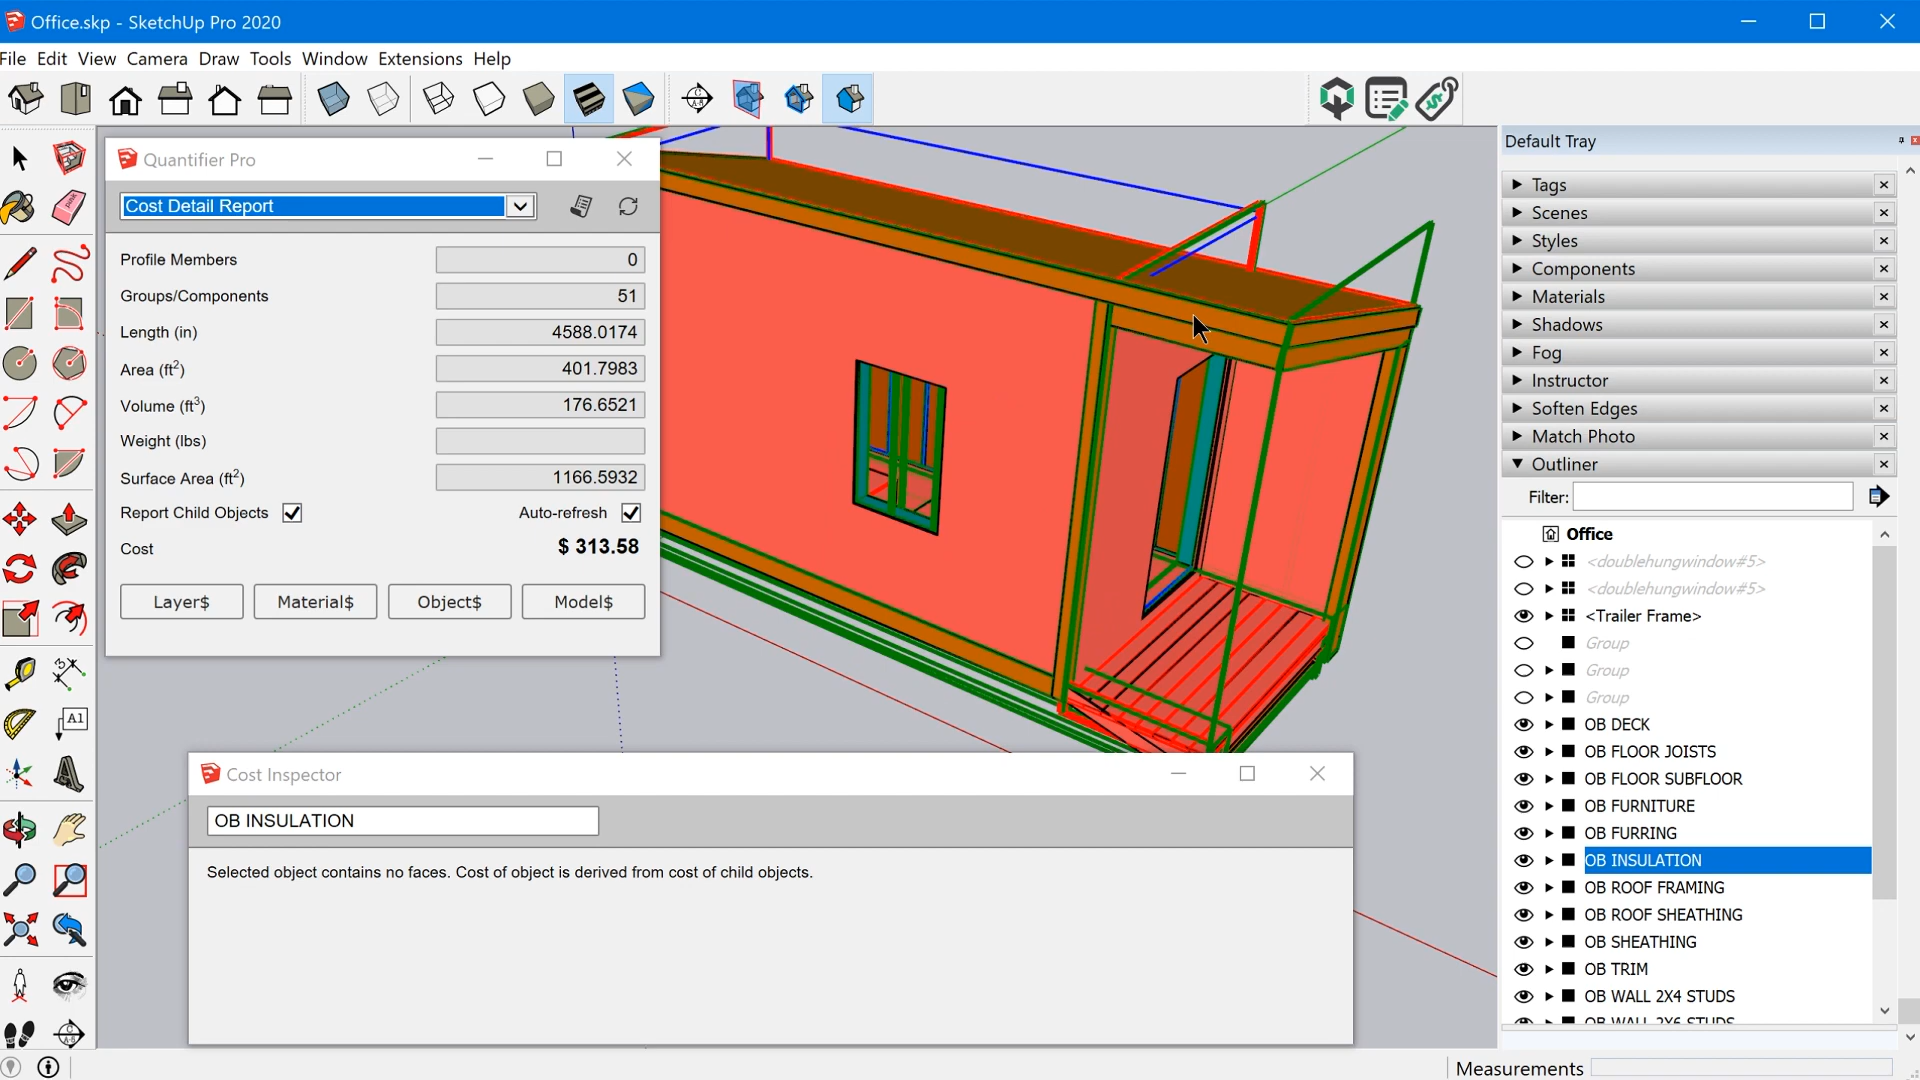 Office.skp - SketchUp Pro 2020
File Edit View Camera Draw Tools Window Extensions Help
Default Tray
Quantifier Pro
Cost Detail Report
Profile Members 0
Groups/Components 51
Length (in) 4588.0174
Area (ft²) 401.7983
Volume (ft³) 176.6521
Weight (lbs)
Surface Area (ft²) 1166.5932
Report Child Objects Auto-refresh
Cost $ 313.58
Layer$ Material$ Object$ Model$
Cost Inspector
OB INSULATION
Selected object contains no faces. Cost of object is derived from cost of child objects.
Tags
Scenes
Styles
Components
Materials
Shadows
Fog
Instructor
Soften Edges
Match Photo
Outliner
Filter:
Office
<doublehungwindow#5>
<doublehungwindow#5>
<Trailer Frame>
Group
Group
Group
OB DECK
OB FLOOR JOISTS
OB FLOOR SUBFLOOR
OB FURNITURE
OB FURRING
OB INSULATION
OB ROOF FRAMING
OB ROOF SHEATHING
OB SHEATHING
OB TRIM
OB WALL 2X4 STUDS
OB WALL 2X6 STUDS
Measurements